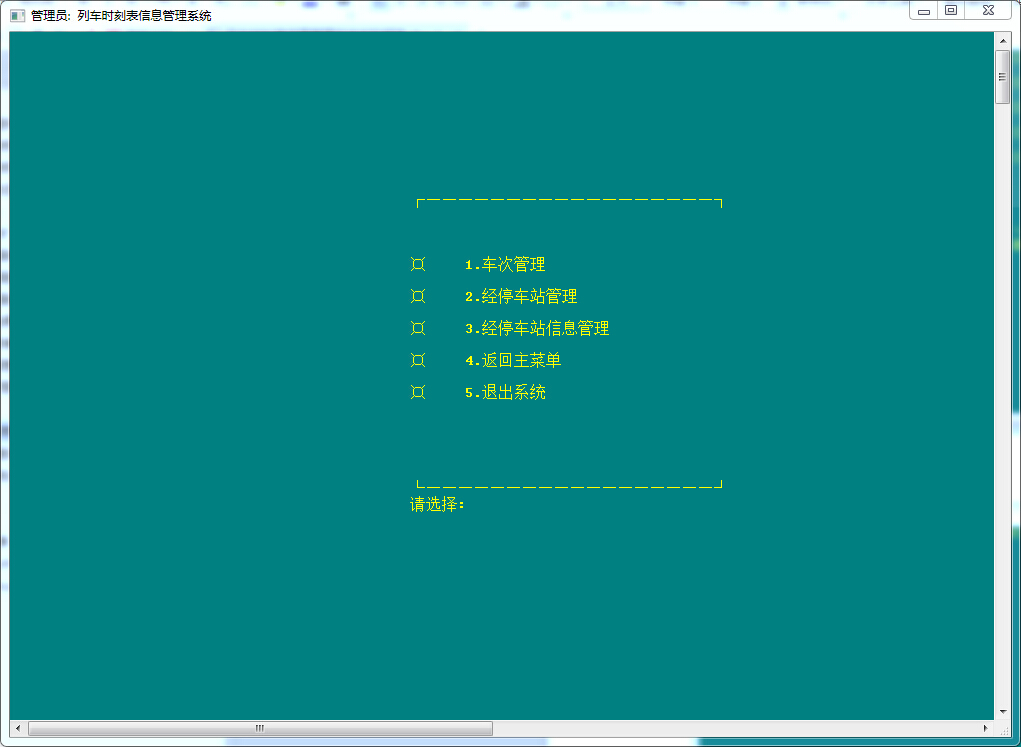 管理员: 列车时刻表信息管理系统
¤ 1.车次管理
¤ 2.经停车站管理
¤ 3.经停车站信息管理
¤ 4.返回主菜单
¤ 5.退出系统
请选择: